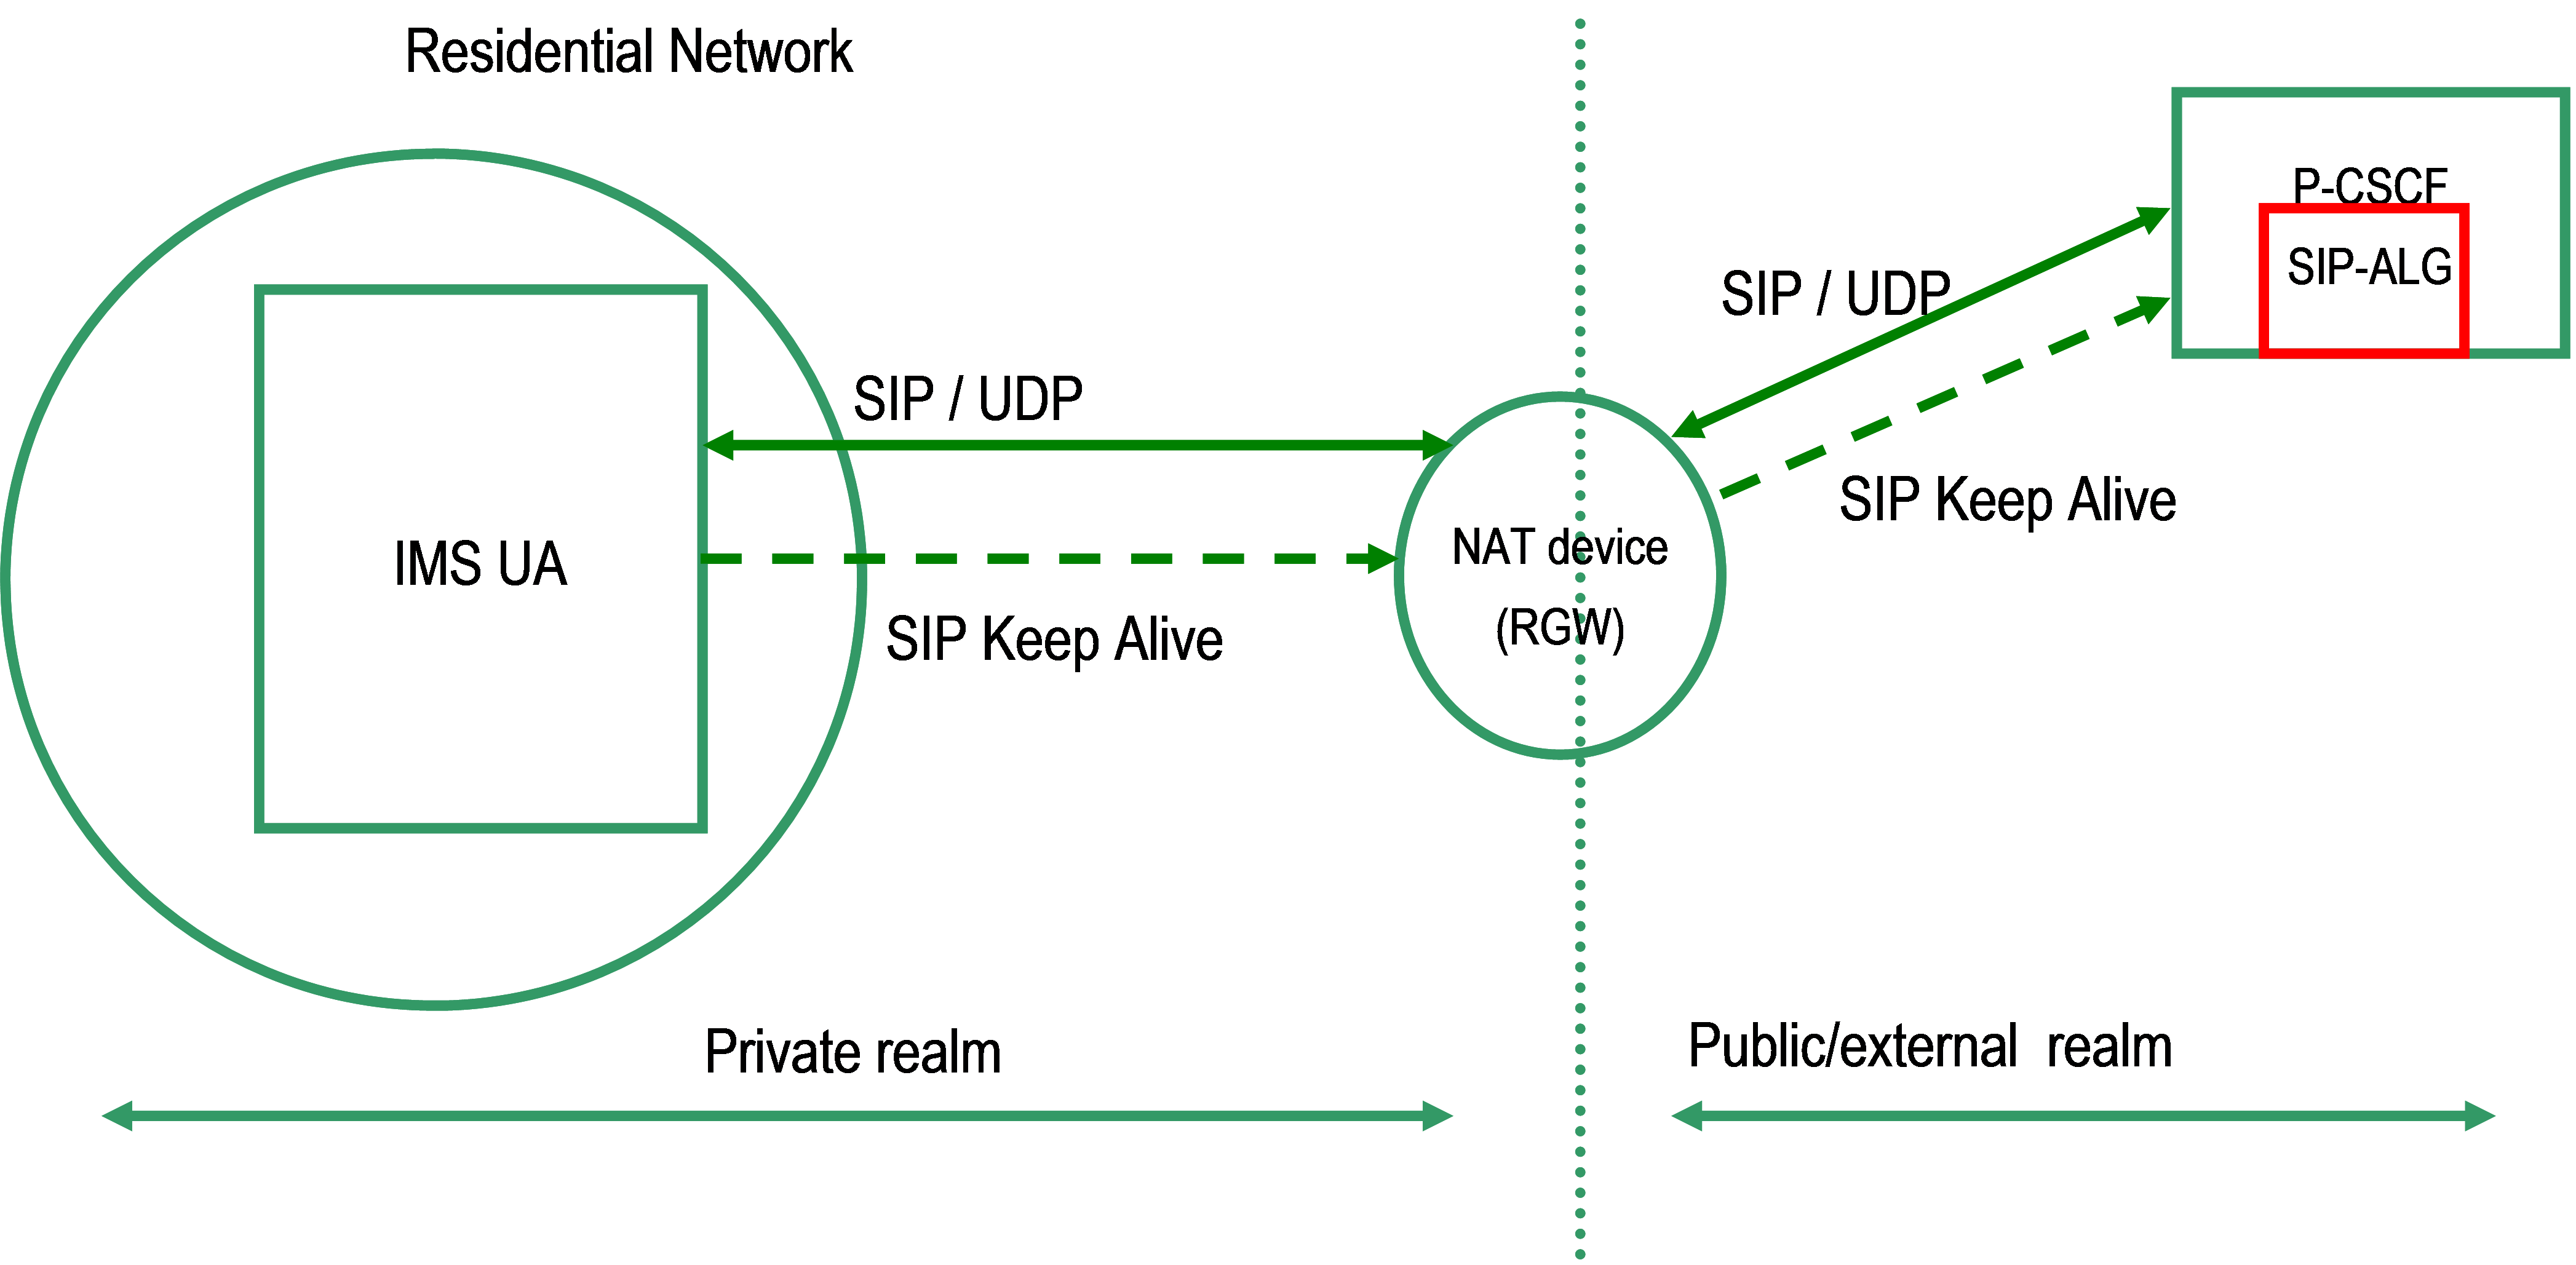 Residential Network
P-CSCF
SIP-ALG
SIP / UDP
SIP / UDP
SIP Keep Alive
IMS UA
NAT device
(RGW)
SIP Keep Alive
Private realm
Public/external realm